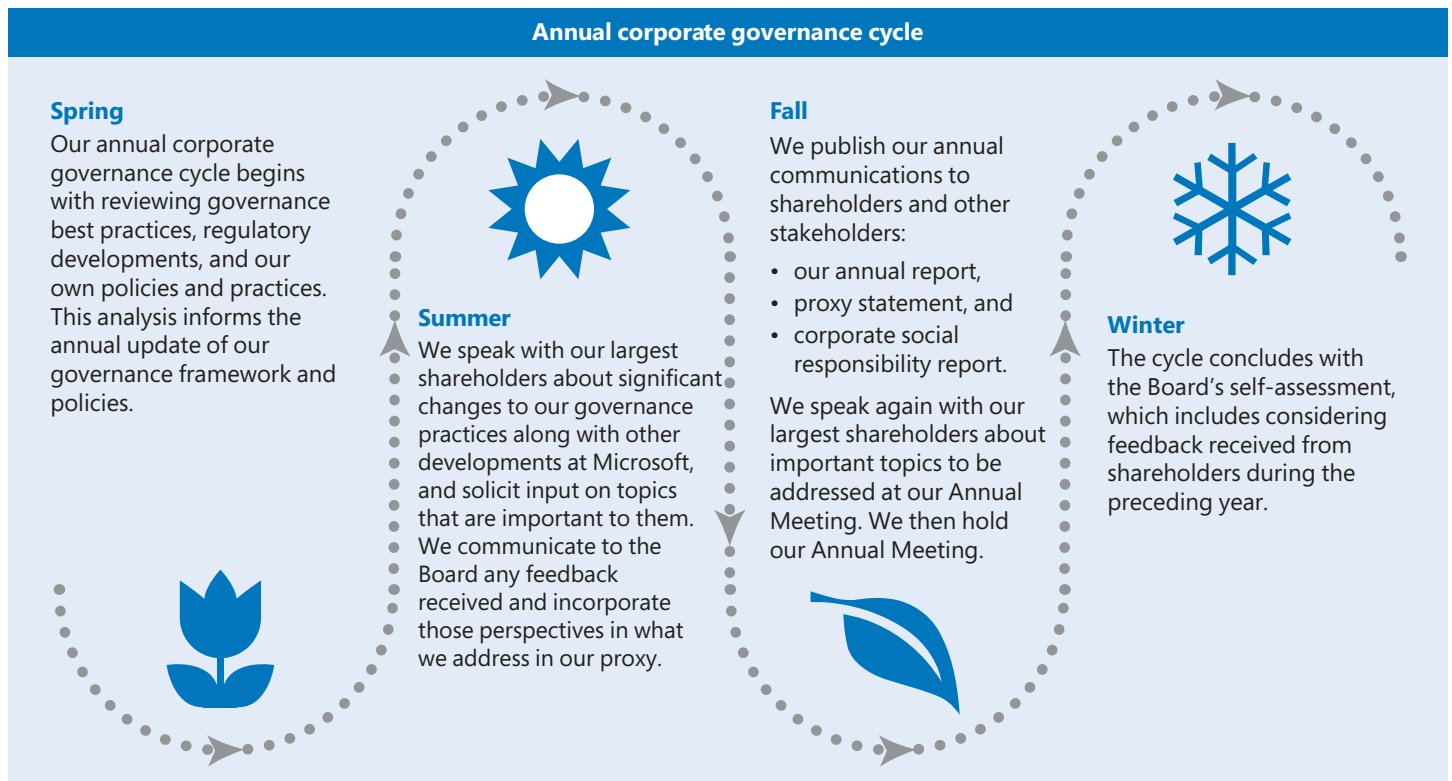 Annual corporate governance cycle
Spring
Our annual corporate
governance cycle begins
with reviewing governance
best practices, regulatory
developments, and our
own policies and practices.
This analysis informs the
annual update of our
governance framework and
policies.
Summer
We speak with our largest
shareholders about significant
changes to our governance
practices along with other
developments at Microsoft,
and solicit input on topics
that are important to them.
We communicate to the
Board any feedback
received and incorporate
those perspectives in what
we address in our proxy.
Fall
We publish our annual
communications to
shareholders and other
stakeholders:
• our annual report,
• proxy statement, and
• corporate social
responsibility report.
We speak again with our
largest shareholders about
important topics to be
addressed at our Annual
Meeting. We then hold
our Annual Meeting.
Winter
The cycle concludes with
the Board’s self-assessment,
which includes considering
feedback received from
shareholders during the
preceding year.